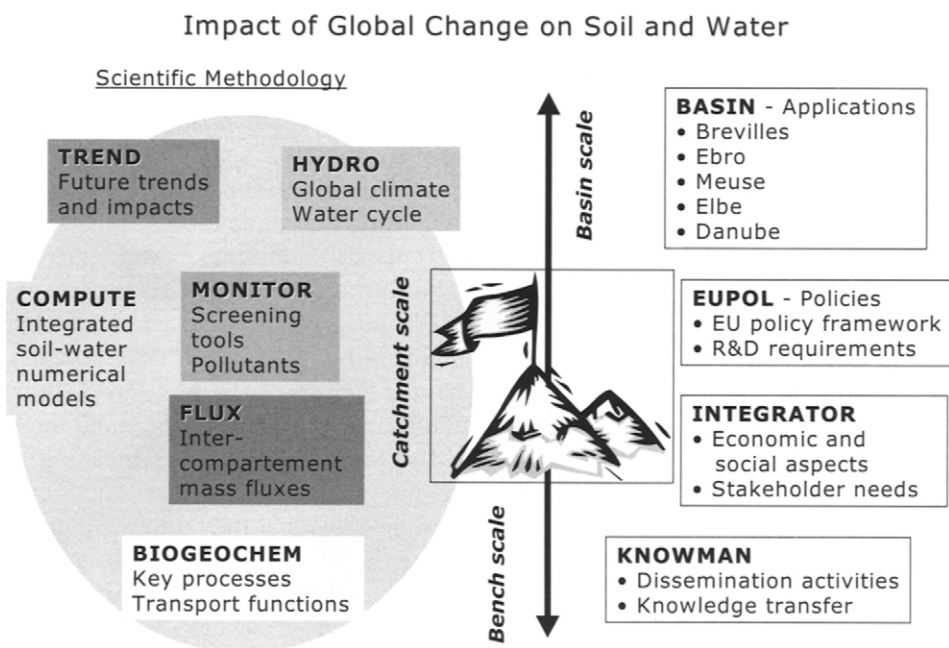 Impact of Global Change on Soil and Water
Scientific Methodology
TREND
Future trends
and impacts
HYDRO
Global climate
Water cycle
COMPUTE
Integrated
soil-water
numerical
models
MONITOR
Screening
tools
Pollutants
FLUX
Inter-
compartement
mass fluxes
BIOGEOCHEM
Key processes
Transport functions
Basin scale
Catchment scale
Bench scale
BASIN - Applications
• Brevilles
• Ebro
• Meuse
• Elbe
• Danube
EUPOL - Policies
• EU policy framework
• R&D requirements
INTEGRATOR
• Economic and
social aspects
• Stakeholder needs
KNOWMAN
• Dissemination activities
• Knowledge transfer